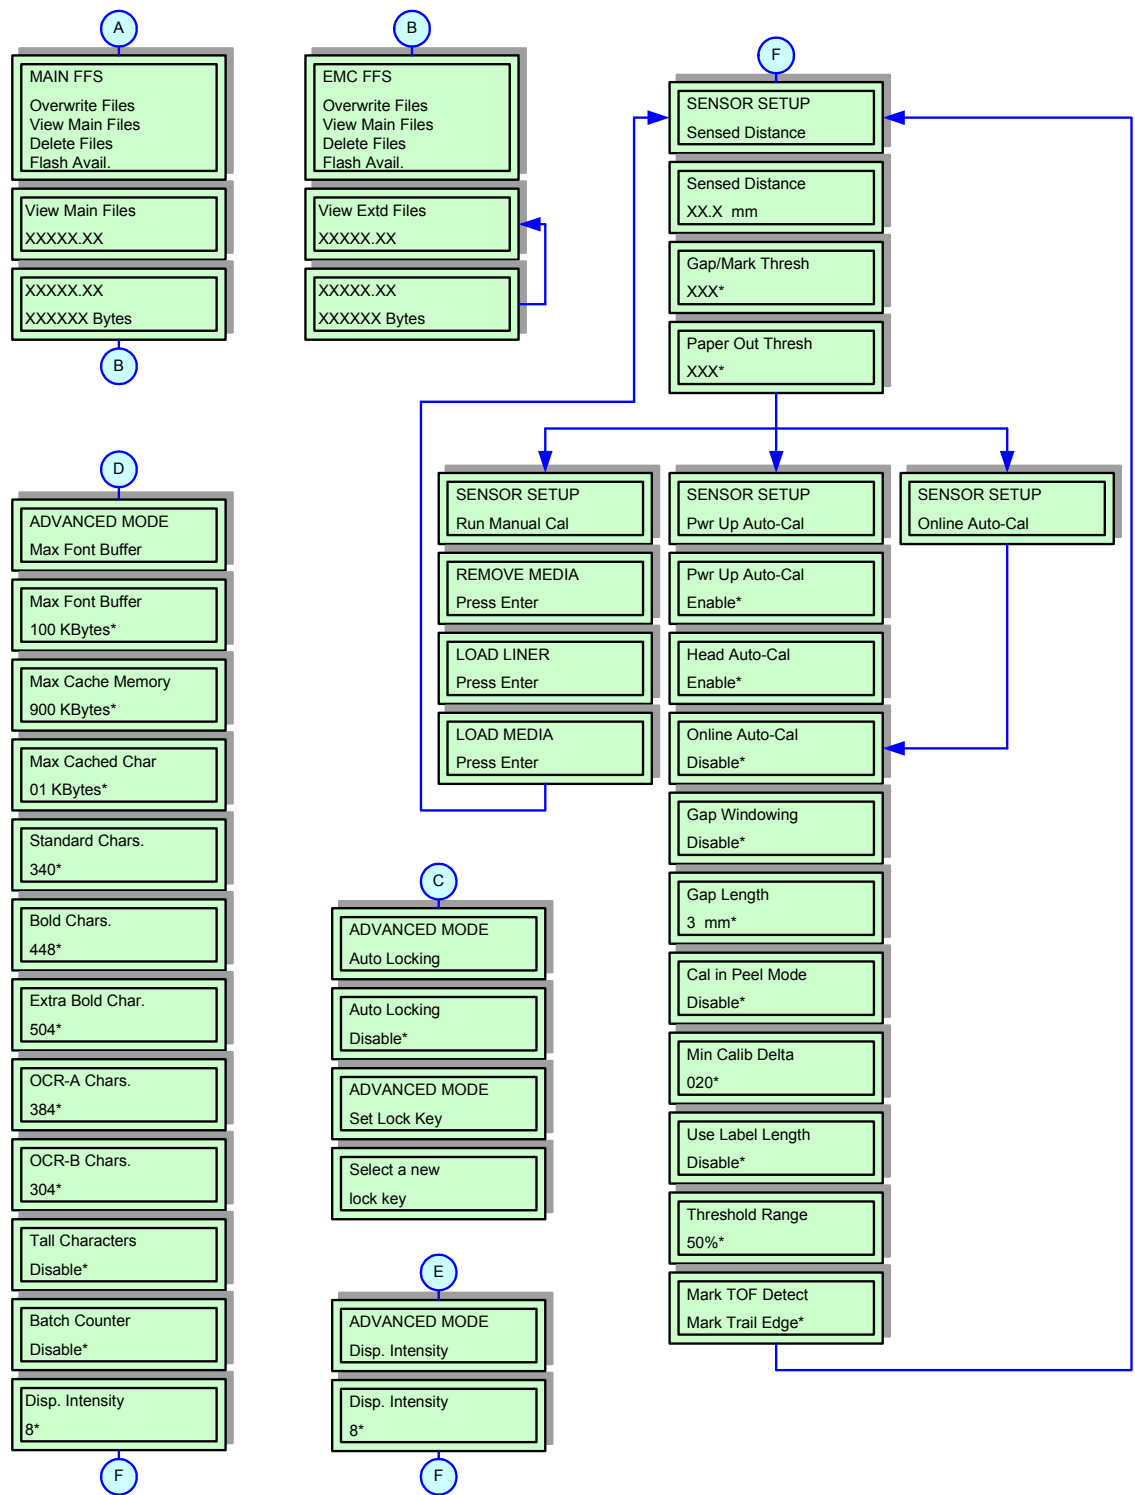 A
MAIN FFS
Overwrite Files
View Main Files
Delete Files
Flash Avail.
View Main Files
XXXXX.XX
XXXXX.XX
XXXXXX Bytes
B
B
EMC FFS
Overwrite Files
View Main Files
Delete Files
Flash Avail.
View Extd Files
XXXXX.XX
XXXXX.XX
XXXXXX Bytes
F
SENSOR SETUP
Sensed Distance
Sensed Distance
XX.X mm
Gap/Mark Thresh
XXX*
Paper Out Thresh
XXX*
SENSOR SETUP
Run Manual Cal
REMOVE MEDIA
Press Enter
LOAD LINER
Press Enter
LOAD MEDIA
Press Enter
SENSOR SETUP
Pwr Up Auto-Cal
Pwr Up Auto-Cal
Enable*
Head Auto-Cal
Enable*
Online Auto-Cal
Disable*
Gap Windowing
Disable*
Gap Length
3 mm*
Cal in Peel Mode
Disable*
Min Calib Delta
020*
Use Label Length
Disable*
Threshold Range
50%*
Mark TOF Detect
Mark Trail Edge*
SENSOR SETUP
Online Auto-Cal
D
ADVANCED MODE
Max Font Buffer
Max Font Buffer
100 KBytes*
Max Cache Memory
900 KBytes*
Max Cached Char
01 KBytes*
Standard Chars.
340*
Bold Chars.
448*
Extra Bold Char.
504*
OCR-A Chars.
384*
OCR-B Chars.
304*
Tall Characters
Disable*
Batch Counter
Disable*
Disp. Intensity
8*
F
C
ADVANCED MODE
Auto Locking
Auto Locking
Disable*
ADVANCED MODE
Set Lock Key
Select a new
lock key
E
ADVANCED MODE
Disp. Intensity
Disp. Intensity
8*
F